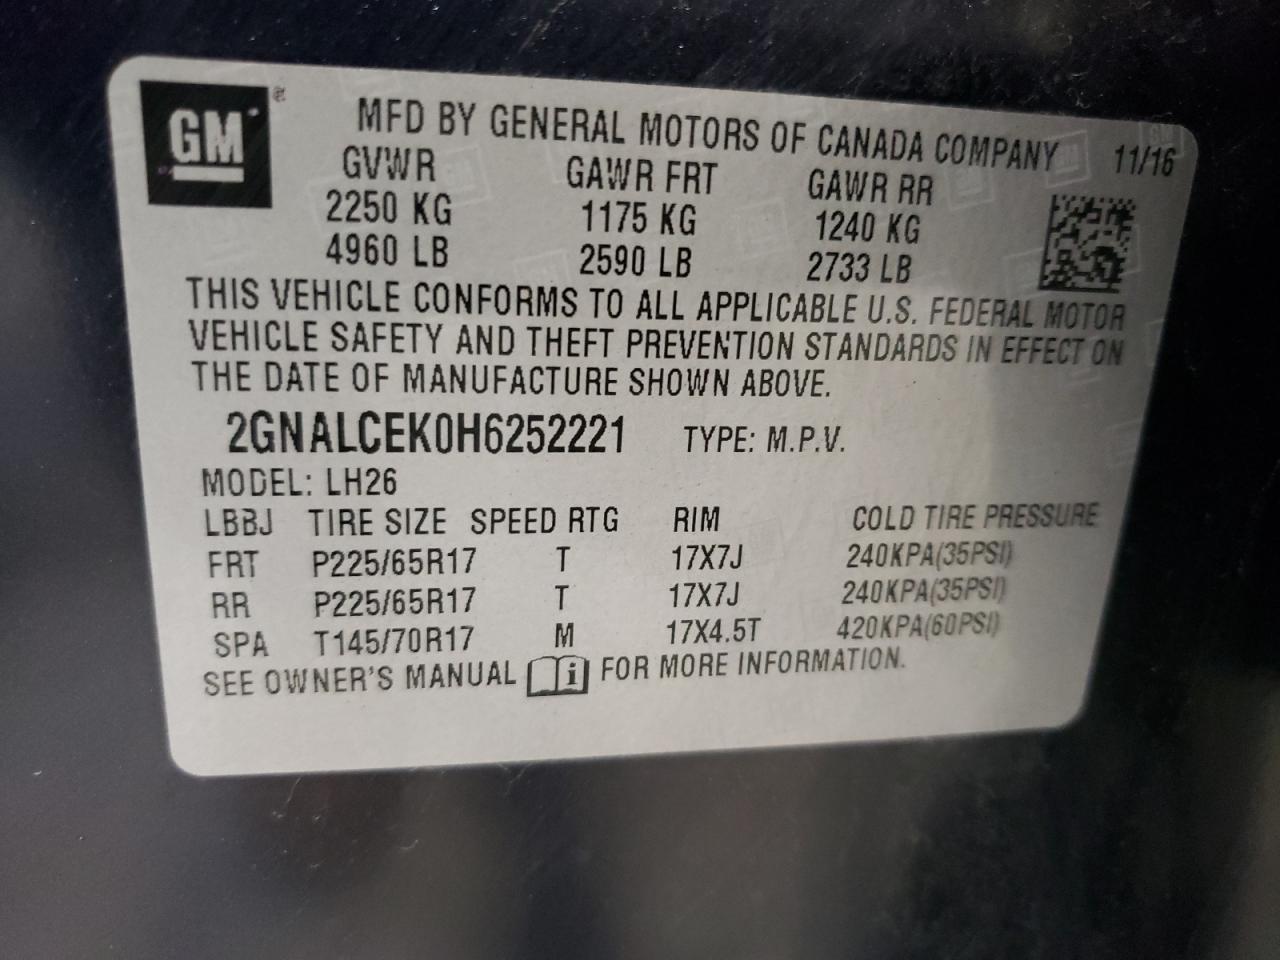 GM ®
MFD BY GENERAL MOTORS OF CANADA COMPANY 11/16
GVWR GAWR FRT GAWR RR
2250 KG 1175 KG 1240 KG
4960 LB 2590 LB 2733 LB
THIS VEHICLE CONFORMS TO ALL APPLICABLE U.S. FEDERAL MOTOR
VEHICLE SAFETY AND THEFT PREVENTION STANDARDS IN EFFECT ON
THE DATE OF MANUFACTURE SHOWN ABOVE.
2GNALCEK0H6252221 TYPE: M.P.V.
MODEL: LH26
LBBJ TIRE SIZE SPEED RTG RIM COLD TIRE PRESSURE
FRT P225/65R17 T 17X7J 240KPA(35PSI)
RR P225/65R17 T 17X7J 240KPA(35PSI)
SPA T145/70R17 M 17X4.5T 420KPA(60PSI)
SEE OWNER'S MANUAL i FOR MORE INFORMATION.